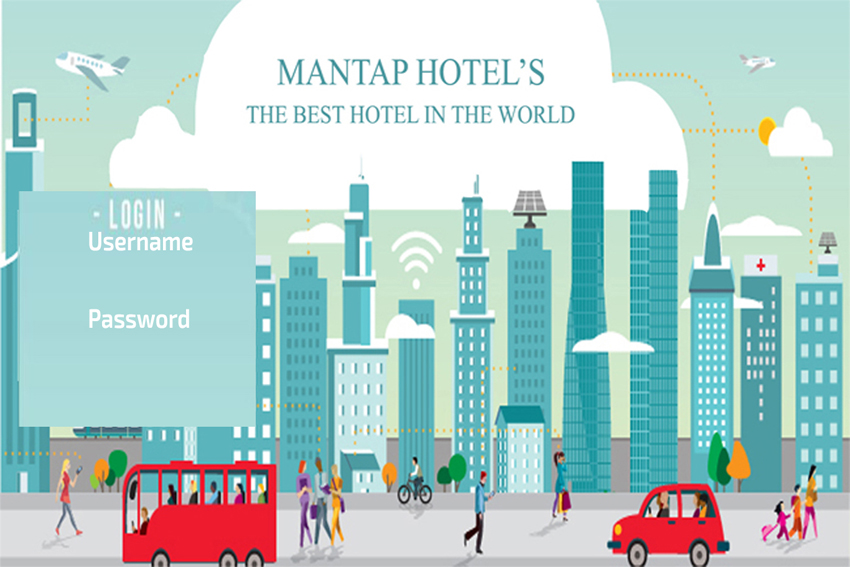 MANTAP HOTEL'S
THE BEST HOTEL IN THE WORLD
- LOGIN -
Username
Password